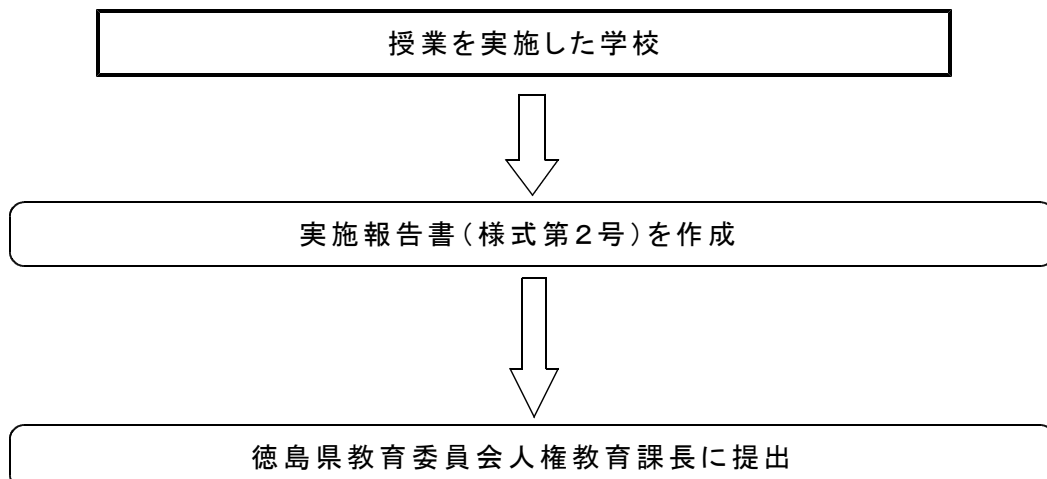 授業を実施した学校
実施報告書（様式第２号）を作成
徳島県教育委員会人権教育課長に提出